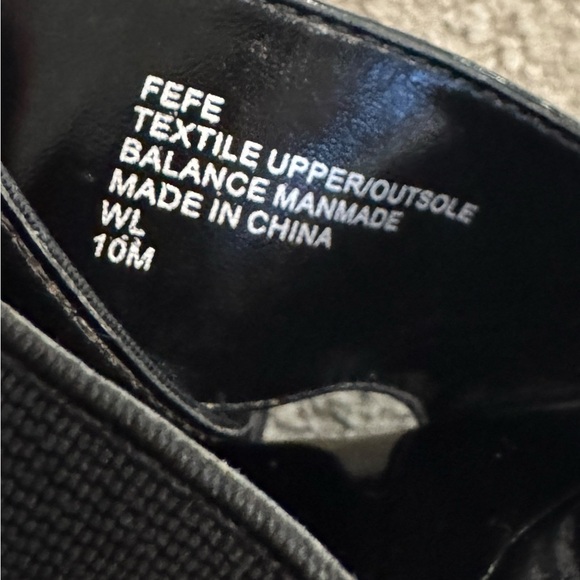 FEFE
TEXTILE UPPER/OUTSOLE
BALANCE MANMADE
MADE IN CHINA
WL
10M